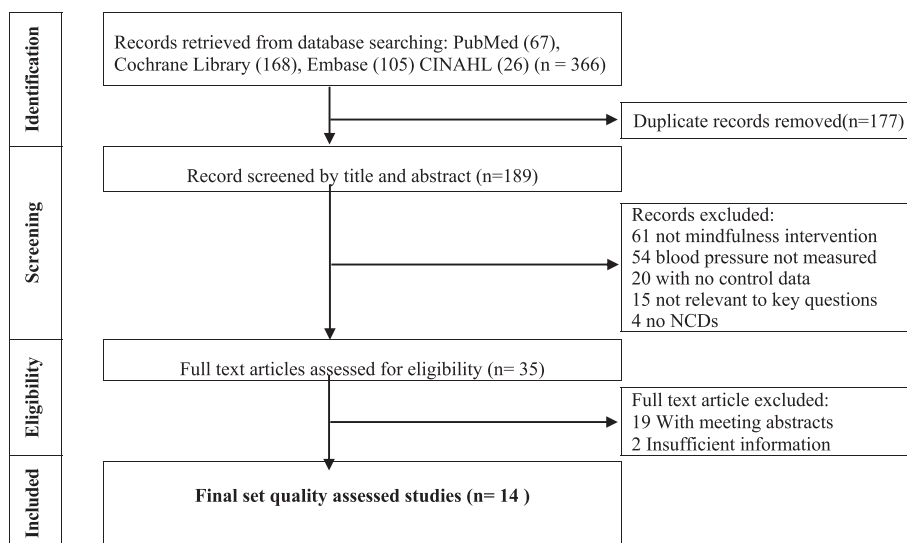 Identification
Records retrieved from database searching: PubMed (67),
Cochrane Library (168), Embase (105) CINAHL (26) (n = 366)
Duplicate records removed(n=177)
Screening
Record screened by title and abstract (n=189)
Records excluded:
61 not mindfulness intervention
54 blood pressure not measured
20 with no control data
15 not relevant to key questions
4 no NCDs
Eligibility
Full text articles assessed for eligibility (n= 35)
Full text article excluded:
19 With meeting abstracts
2 Insufficient information
Included
Final set quality assessed studies (n= 14 )